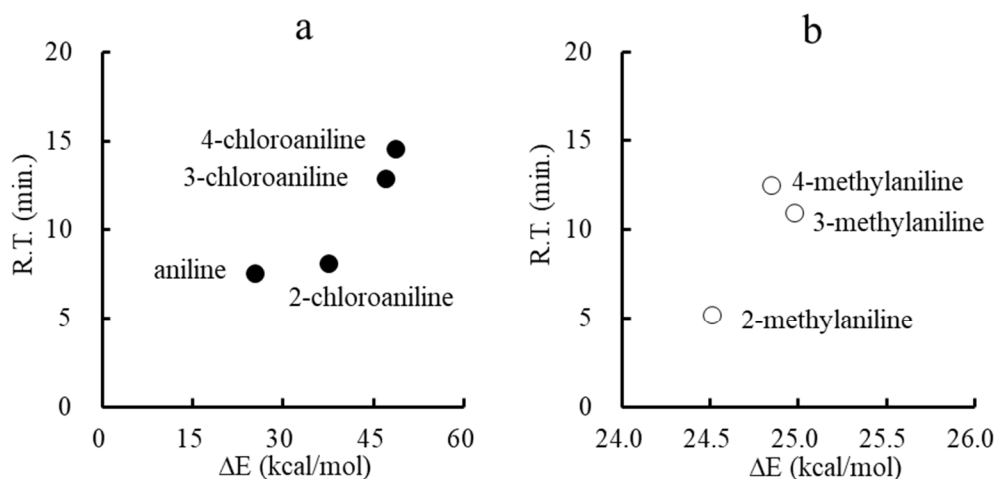 a
20
15
10
5
0
R.T. (min.)
4-chloroaniline
3-chloroaniline
aniline
2-chloroaniline
0 15 30 45 60
ΔE (kcal/mol)
b
20
15
10
5
0
R.T. (min.)
4-methylaniline
3-methylaniline
2-methylaniline
24.0 24.5 25.0 25.5 26.0
ΔE (kcal/mol)